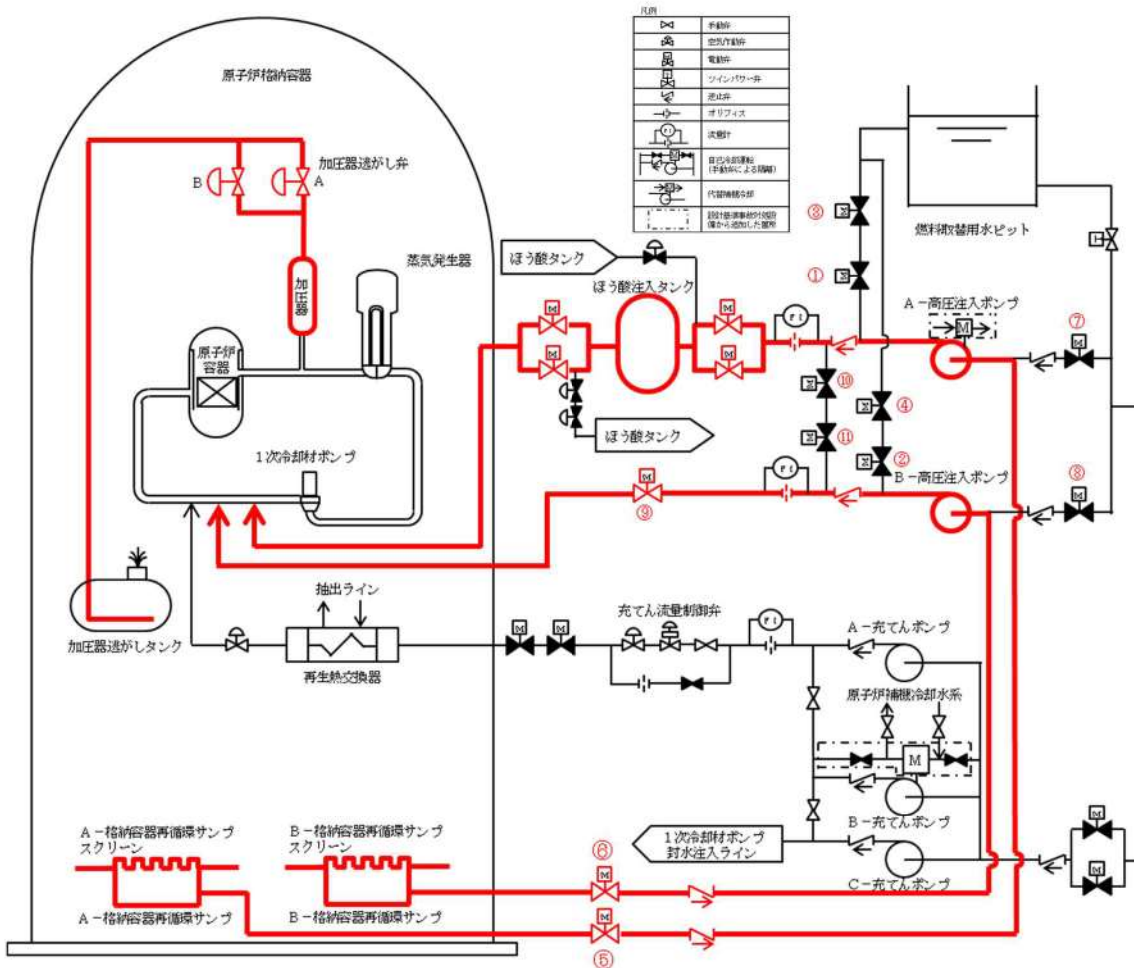 凡例
手動弁
空気作動弁
電動弁
M
ツインパワー弁
逆止弁
オリフィス
FI
流量計
M
自己冷却運転
(手動弁による隔離)
M
代替補機冷却
設計基準事故対処設
備から追加した箇所
原子炉格納容器
加圧器逃がし弁
B
A
加圧器
蒸気発生器
原子炉
容器
1次冷却材ポンプ
加圧器逃がしタンク
ほう酸タンク
ほう酸注入タンク
M
M
M
M
ほう酸タンク
FI
M
③
M
①
燃料取替用水ピット
A-高圧注入ポンプ
M
M
⑦
M
⑩
M
④
M
⑪
M
②
B-高圧注入ポンプ
M
⑨
FI
M
⑧
抽出ライン
再生熱交換器
M
M
充てん流量制御弁
FI
A-充てんポンプ
原子炉補機冷却水系
M
B-充てんポンプ
1次冷却材ポンプ
封水注入ライン
C-充てんポンプ
M
M
A-格納容器再循環サンプ
スクリーン
B-格納容器再循環サンプ
スクリーン
A-格納容器再循環サンプ
B-格納容器再循環サンプ
⑥
M
M
⑤